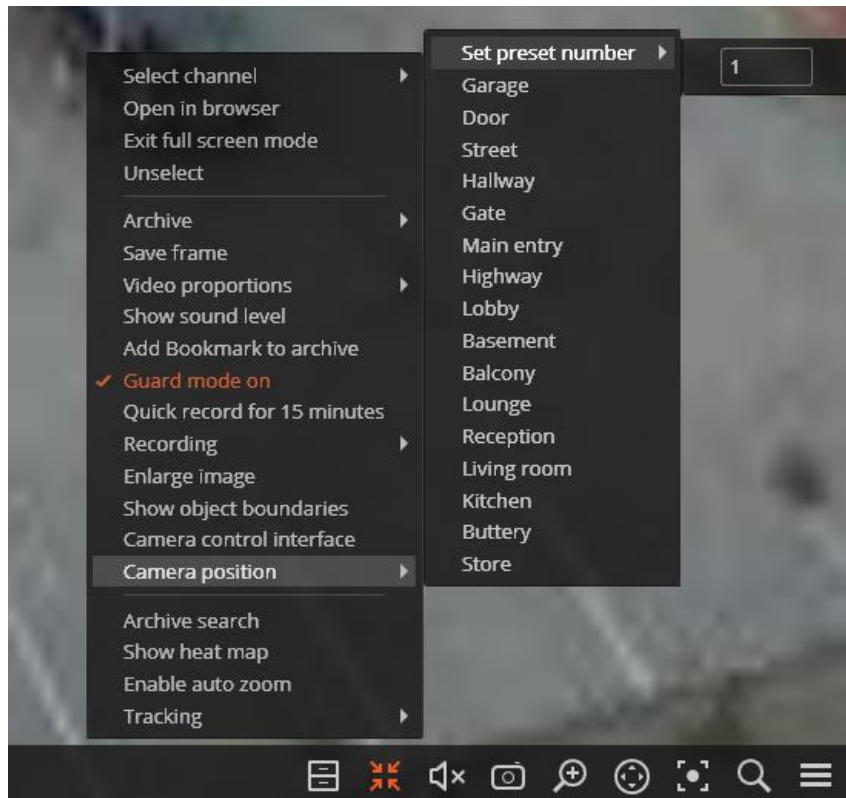 Select channel
Open in browser
Exit full screen mode
Unselect
Archive
Save frame
Video proportions
Show sound level
Add Bookmark to archive
Guard mode on
Quick record for 15 minutes
Recording
Enlarge image
Show object boundaries
Camera control interface
Camera position
Archive search
Show heat map
Enable auto zoom
Tracking
Set preset number
Garage
Door
Street
Hallway
Gate
Main entry
Highway
Lobby
Basement
Balcony
Lounge
Reception
Living room
Kitchen
Buttery
Store
1